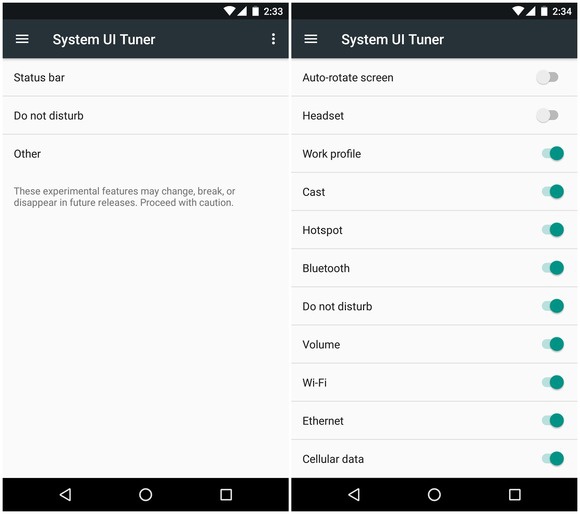 2:33
System UI Tuner
Status bar
Do not disturb
Other
These experimental features may change, break, or
disappear in future releases. Proceed with caution.
2:34
System UI Tuner
Auto-rotate screen
Headset
Work profile
Cast
Hotspot
Bluetooth
Do not disturb
Volume
Wi-Fi
Ethernet
Cellular data